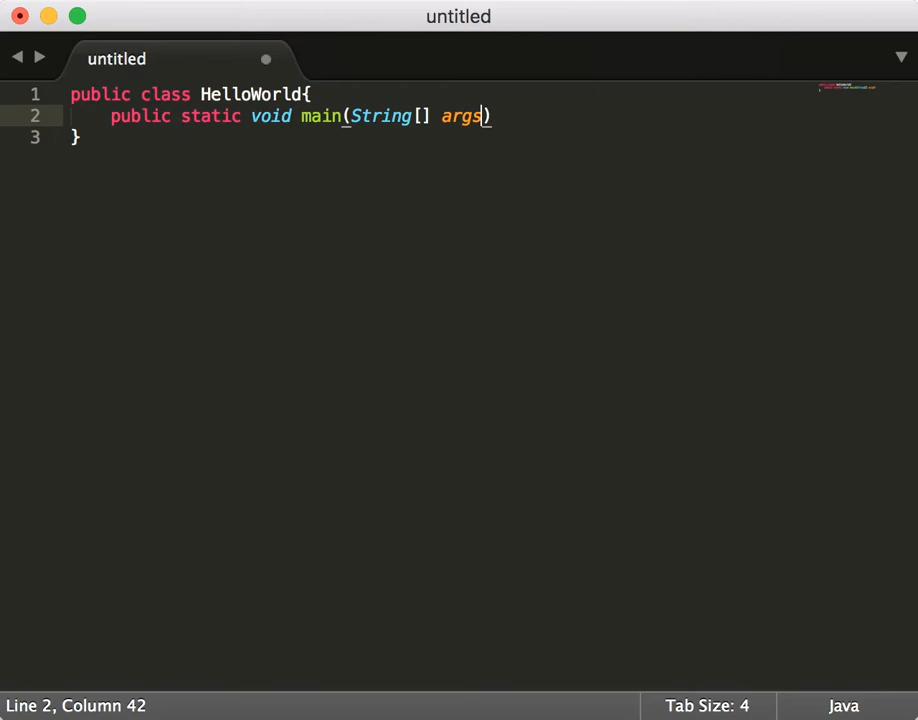 untitled
untitled
1 public class HelloWorld{
2     public static void main(String[] args)
3 }
Line 2, Column 42 Tab Size: 4 Java